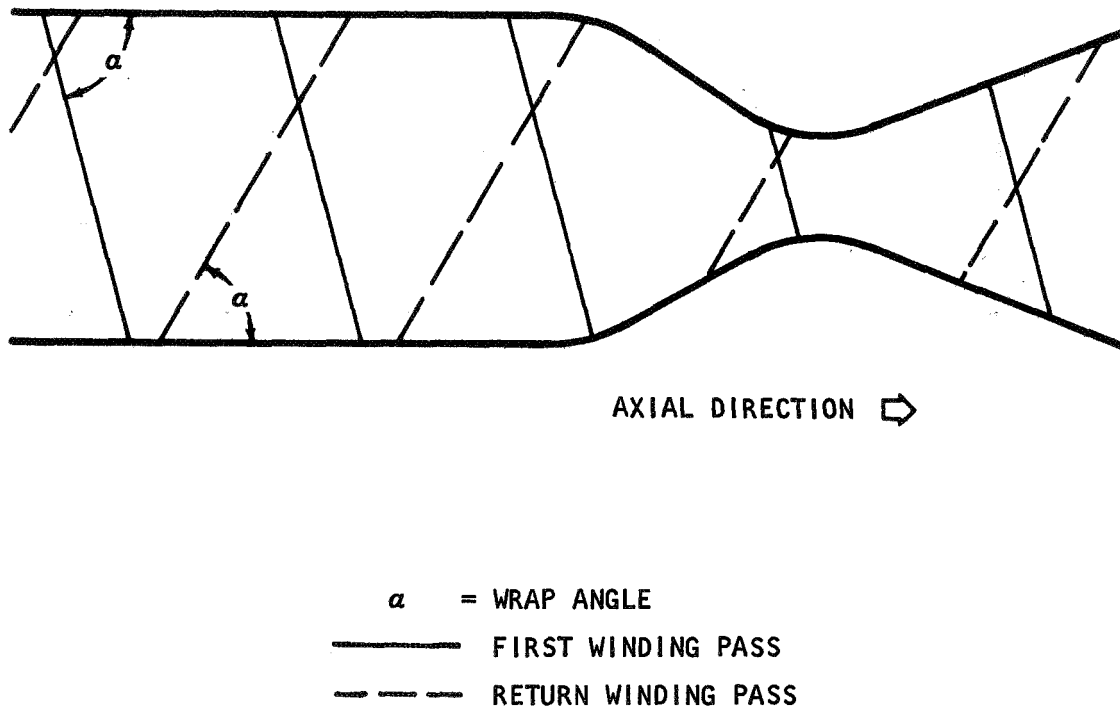 α
α
AXIAL DIRECTION
α = WRAP ANGLE
FIRST WINDING PASS
RETURN WINDING PASS